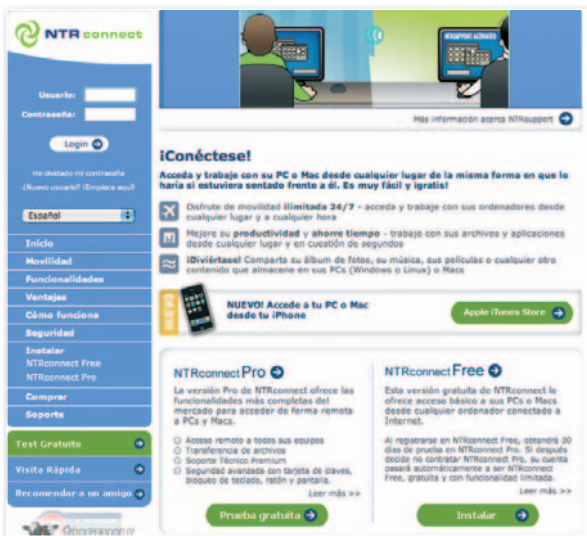 NTR connect
Usuario:
Contraseña:
Login
He olvidado mi contraseña
¿Nuevo usuario? ¡Empiece aquí!
Español
Inicio
Movilidad
Funcionalidades
Ventajas
Cómo funciona
Seguridad
Instalar
NTRconnect Free
NTRconnect Pro
Comprar
Soporte
Test Gratuito
Visita Rápida
Recomendar a un amigo
NTRSUPPORT ACTIVATED
Más información acerca NTRsupport
¡Conéctese!
Acceda y trabaje con su PC o Mac desde cualquier lugar de la misma forma en que lo
haría si estuviera sentado frente a él. Es muy fácil y ¡gratis!
Disfrute de movilidad ilimitada 24/7 - acceda y trabaje con sus ordenadores desde
cualquier lugar y a cualquier hora
Mejore su productividad y ahorre tiempo - trabaje con sus archivos y aplicaciones
desde cualquier lugar y en cuestión de segundos
¡Diviértase! Comparta su álbum de fotos, su música, sus películas o cualquier otro
contenido que almacene en sus PCs (Windows o Linux) o Macs
NUEVO
NUEVO! Accede a tu PC o Mac
desde tu iPhone
Apple iTunes Store
NTRconnect Pro
La versión Pro de NTRconnect ofrece las
funcionalidades más completas del
mercado para acceder de forma remota
a PCs y Macs.
Acceso remoto a todos sus equipos
Transferencia de archivos
Soporte Técnico Premium
Seguridad avanzada con tarjeta de claves,
bloqueo de teclado, ratón y pantalla.
Leer más >>
Prueba gratuita
NTRconnect Free
Esta versión gratuita de NTRconnect le
ofrece acceso básico a sus PCs o Macs
desde cualquier ordenador conectado a
Internet.
Al registrarse en NTRconnect Free, obtendrá 30
días de prueba en NTRconnect Pro. Si después
decide no contratar NTRconnect Pro, su cuenta
pasará automáticamente a ser NTRconnect
Free, gratuita y con funcionalidad limitada.
Leer más >>
Instalar